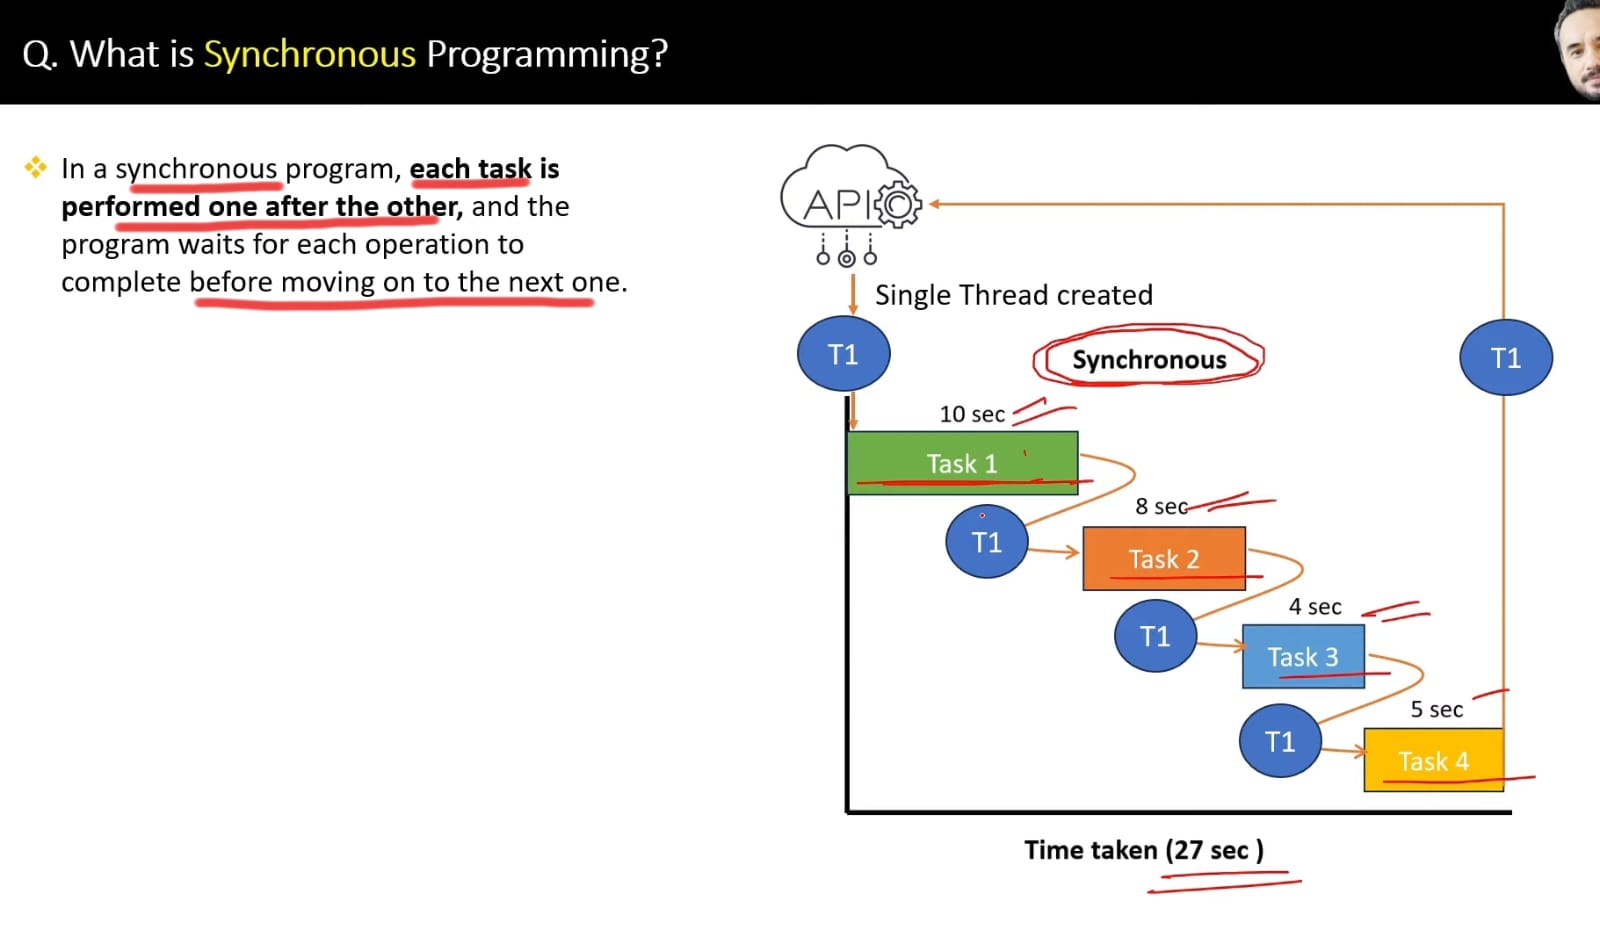 Q. What is Synchronous Programming?
In a synchronous program, each task is
performed one after the other, and the
program waits for each operation to
complete before moving on to the next one.
API
Single Thread created
T1
Synchronous
T1
10 sec
Task 1
8 sec
T1
Task 2
4 sec
T1
Task 3
5 sec
T1
Task 4
Time taken (27 sec )